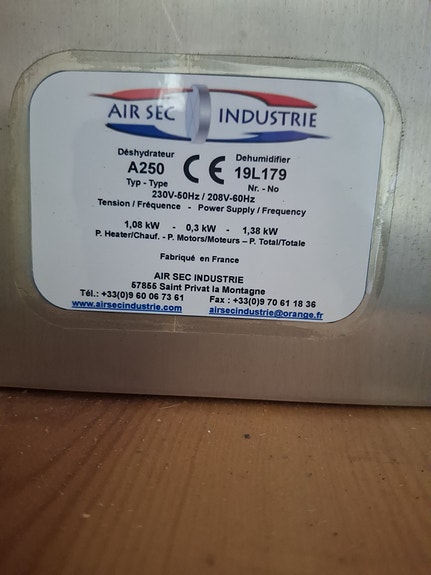 AIR SEC INDUSTRIE
Déshydrateur Dehumidifier
A250 CE 19L179
Typ - Type Nr. - No
230V-50Hz / 208V-60Hz
Tension / Fréquence - Power Supply / Frequency
1,08 kW - 0,3 kW - 1,38 kW
P. Heater/Chauf. - P. Motors/Moteurs – P. Total/Totale
Fabriqué en France
AIR SEC INDUSTRIE
57855 Saint Privat la Montagne
Tél.: +33(0)9 60 06 73 61 Fax : +33(0)9 70 61 18 36
www.airsecindustrie.com airsecindustrie@orange.fr